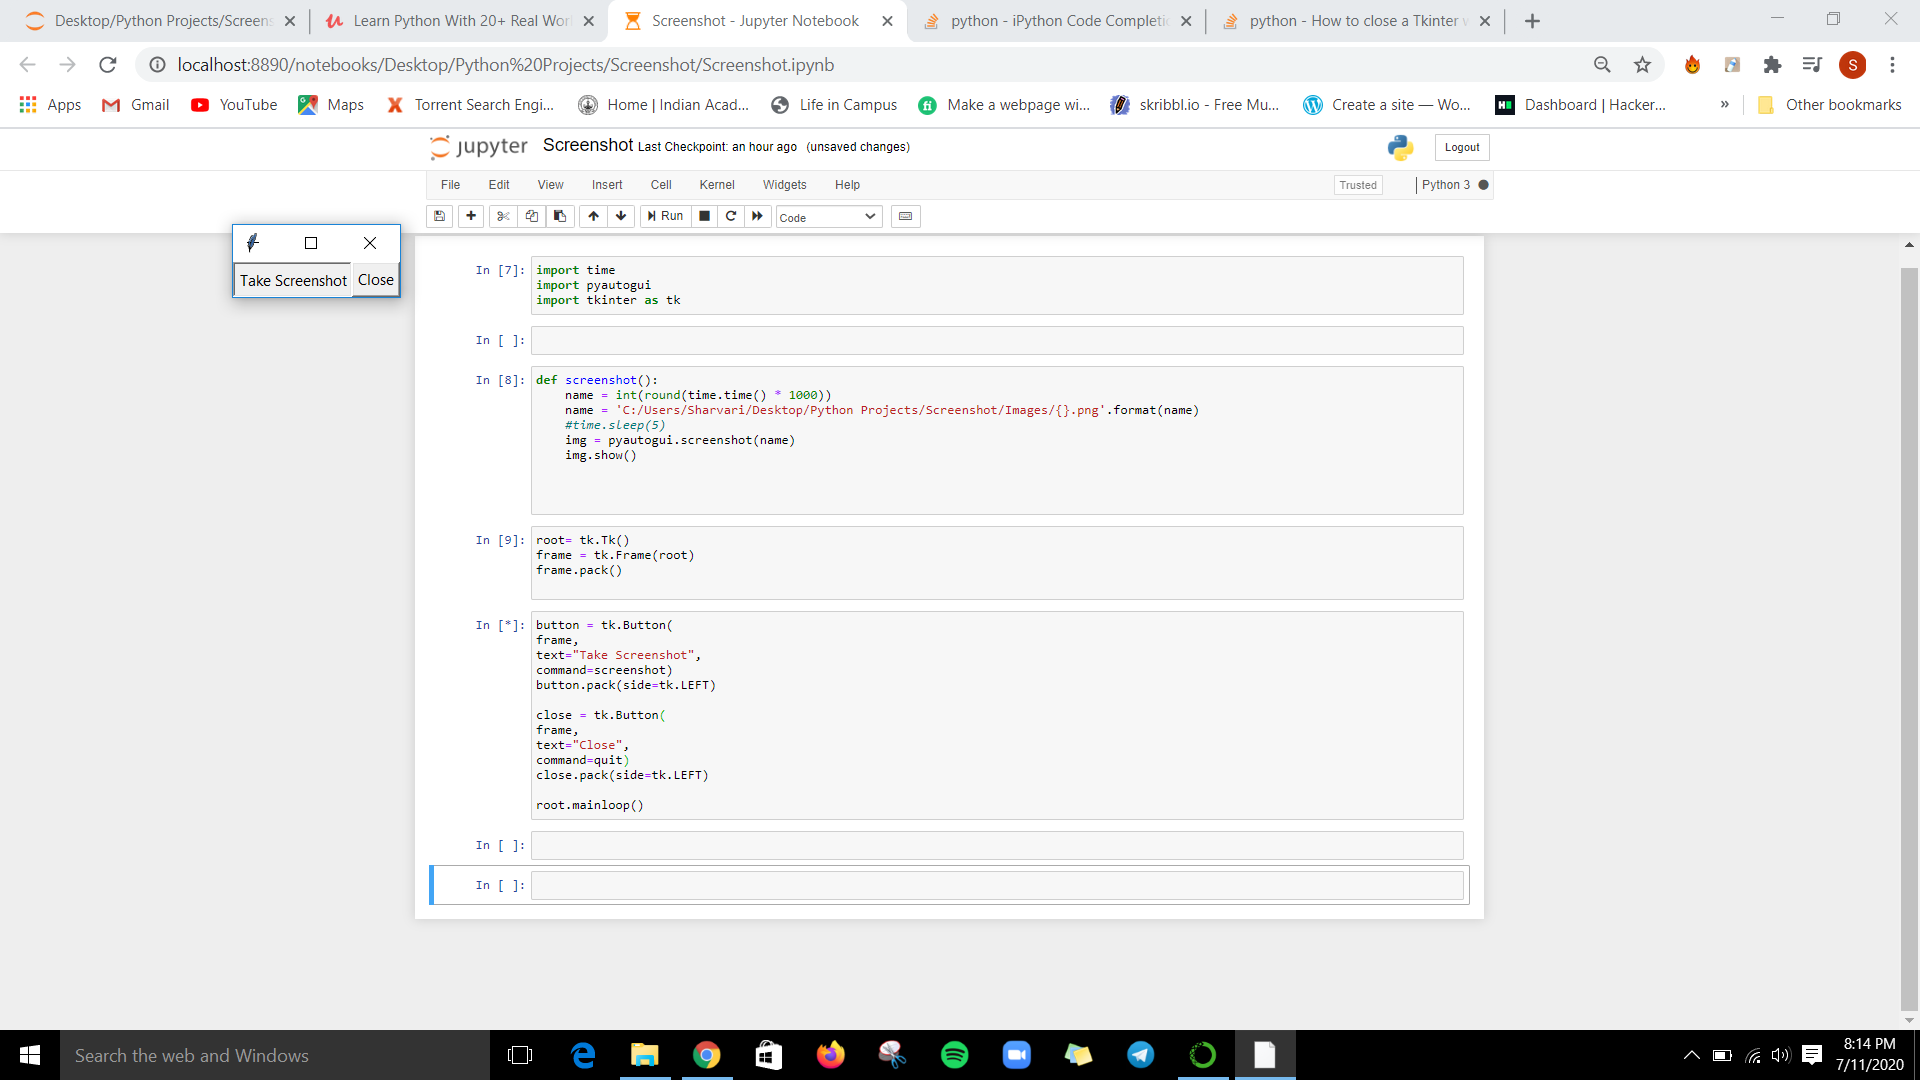 Desktop/Python Projects/Screens
Learn Python With 20+ Real Wor
Screenshot - Jupyter Notebook
python - iPython Code Completio
python - How to close a Tkinter w
localhost:8890/notebooks/Desktop/Python%20Projects/Screenshot/Screenshot.ipynb
S
Apps
Gmail
YouTube
Maps
Torrent Search Engi...
Home | Indian Acad...
Life in Campus
Make a webpage wi...
skribbl.io - Free Mu...
Create a site — Wo...
Dashboard | Hacker...
»
Other bookmarks
jupyter
Screenshot Last Checkpoint: an hour ago (unsaved changes)
Logout
File Edit View Insert Cell Kernel Widgets Help
Trusted
Python 3
Run
Code
Take Screenshot Close
In [7]: import time
import pyautogui
import tkinter as tk
In [ ]:
In [8]: def screenshot():
    name = int(round(time.time() * 1000))
    name = 'C:/Users/Sharvari/Desktop/Python Projects/Screenshot/Images/{}.png'.format(name)
    #time.sleep(5)
    img = pyautogui.screenshot(name)
    img.show()
In [9]: root= tk.Tk()
frame = tk.Frame(root)
frame.pack()
In [*]: button = tk.Button(
frame,
text="Take Screenshot",
command=screenshot)
button.pack(side=tk.LEFT)
close = tk.Button(
frame,
text="Close",
command=quit)
close.pack(side=tk.LEFT)
root.mainloop()
In [ ]:
In [ ]:
Search the web and Windows
8:14 PM
7/11/2020